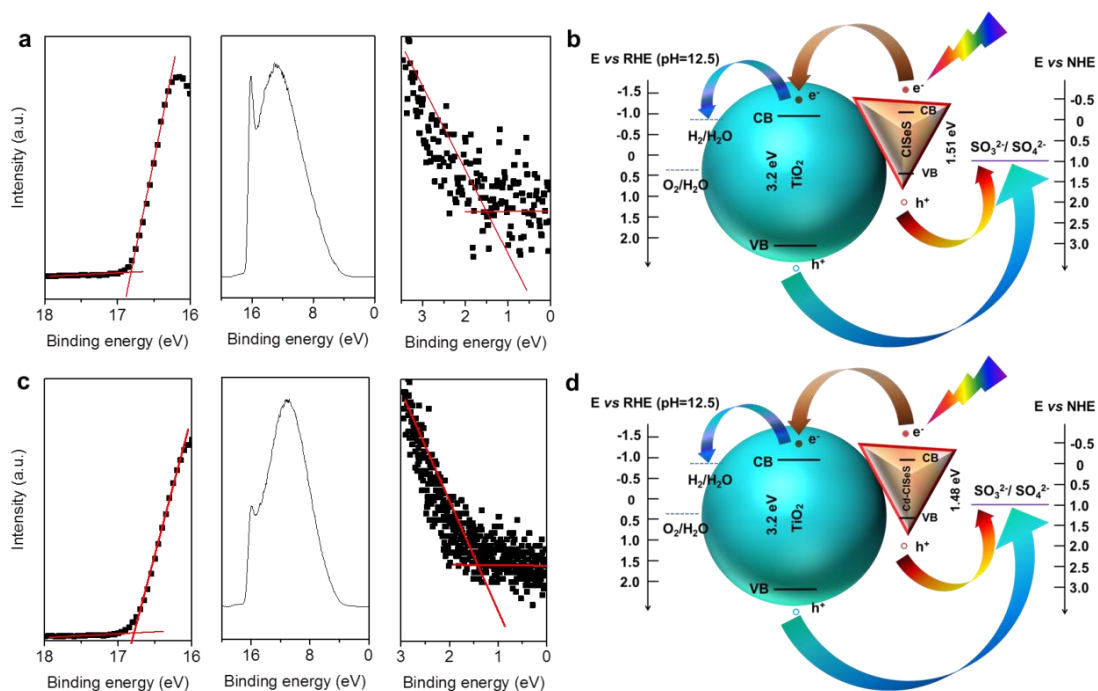 a
Intensity (a.u.)
18 17 16
Binding energy (eV)
16 8 0
Binding energy (eV)
3 2 1 0
Binding energy (eV)
b
E vs RHE (pH=12.5)
-1.5
-1.0
-0.5
0
0.5
1.0
1.5
2.0
H₂/H₂O
O₂/H₂O
e⁻
CB
3.2 eV
TiO₂
VB
h⁺
e⁻
CB
CISeS
VB
1.51 eV
h⁺
SO₃²⁻/ SO₄²⁻
E vs NHE
-0.5
0
0.5
1.0
1.5
2.0
2.5
3.0
c
Intensity (a.u.)
18 17 16
Binding energy (eV)
16 8 0
Binding energy (eV)
3 2 1 0
Binding energy (eV)
d
E vs RHE (pH=12.5)
-1.5
-1.0
-0.5
0
0.5
1.0
1.5
2.0
H₂/H₂O
O₂/H₂O
e⁻
CB
3.2 eV
TiO₂
VB
h⁺
e⁻
CB
Cd-CISeS
VB
1.48 eV
h⁺
SO₃²⁻/ SO₄²⁻
E vs NHE
-0.5
0
0.5
1.0
1.5
2.0
2.5
3.0